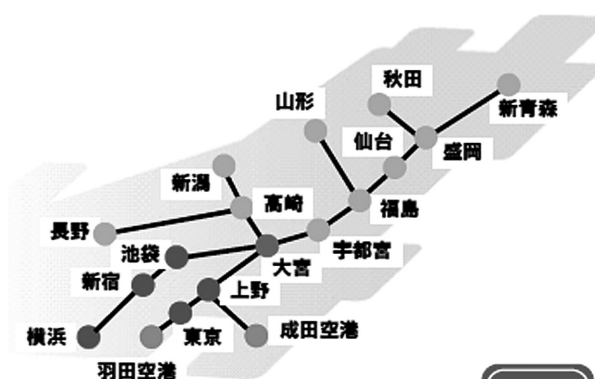 秋田
山形
新青森
仙台
盛岡
新潟
高崎
福島
長野
池袋
宇都宮
大宮
新宿
上野
横浜
東京
成田空港
羽田空港